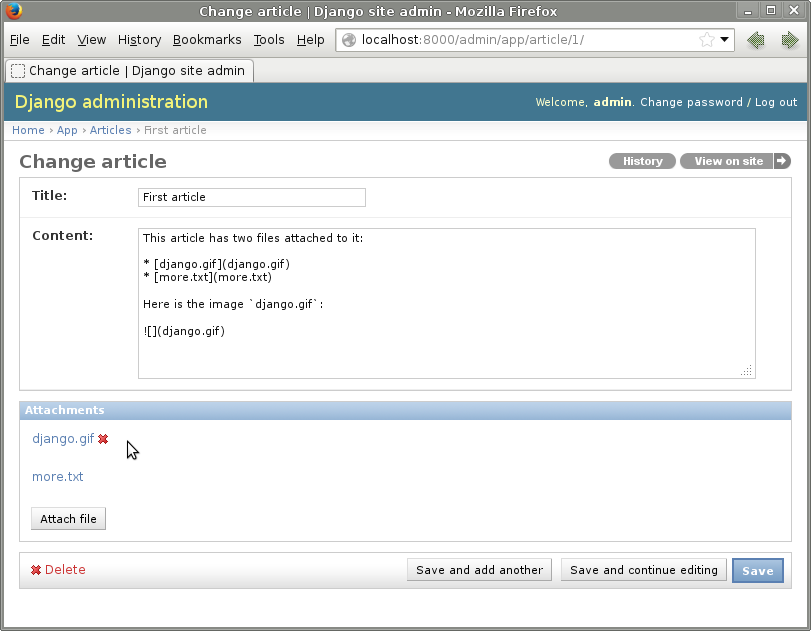 Change article | Django site admin - Mozilla Firefox
File Edit View History Bookmarks Tools Help localhost:8000/admin/app/article/1/
Change article | Django site admin
Django administration Welcome, admin. Change password / Log out
Home › App › Articles › First article
Change article History View on site
Title: First article
Content: This article has two files attached to it:
* [django.gif](django.gif)
* [more.txt](more.txt)
Here is the image `django.gif`:
![](django.gif)
Attachments
django.gif
more.txt
Attach file
Delete Save and add another Save and continue editing Save